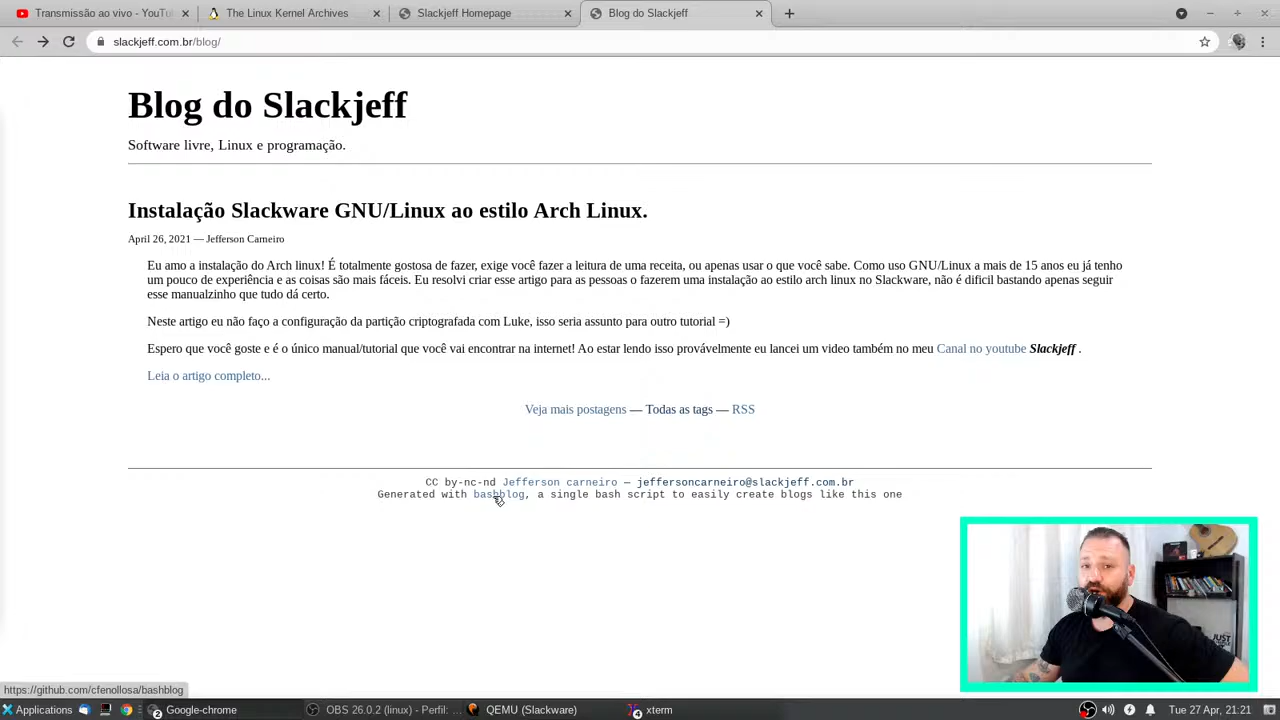 Transmissão ao vivo - YouTu
The Linux Kernel Archives
Slackjeff Homepage
Blog do Slackjeff
slackjeff.com.br/blog/
Blog do Slackjeff
Software livre, Linux e programação.
Instalação Slackware GNU/Linux ao estilo Arch Linux.
April 26, 2021 — Jefferson Carneiro
Eu amo a instalação do Arch linux! É totalmente gostosa de fazer, exige você fazer a leitura de uma receita, ou apenas usar o que você sabe. Como uso GNU/Linux a mais de 15 anos eu já tenho
um pouco de experiência e as coisas são mais fáceis. Eu resolvi criar esse artigo para as pessoas o fazerem uma instalação ao estilo arch linux no Slackware, não é dificil bastando apenas seguir
esse manualzinho que tudo dá certo.
Neste artigo eu não faço a configuração da partição criptografada com Luke, isso seria assunto para outro tutorial =)
Espero que você goste e é o único manual/tutorial que você vai encontrar na internet! Ao estar lendo isso provávelmente eu lancei um video também no meu Canal no youtube Slackjeff .
Leia o artigo completo...
Veja mais postagens — Todas as tags — RSS
CC by-nc-nd Jefferson carneiro — jeffersoncarneiro@slackjeff.com.br
Generated with bashblog, a single bash script to easily create blogs like this one
JUST
https://github.com/cfenollosa/bashblog
Applications
2 Google-chrome
OBS 26.0.2 (linux) - Perfil: ...
QEMU (Slackware)
4 xterm
Tue 27 Apr, 21:21